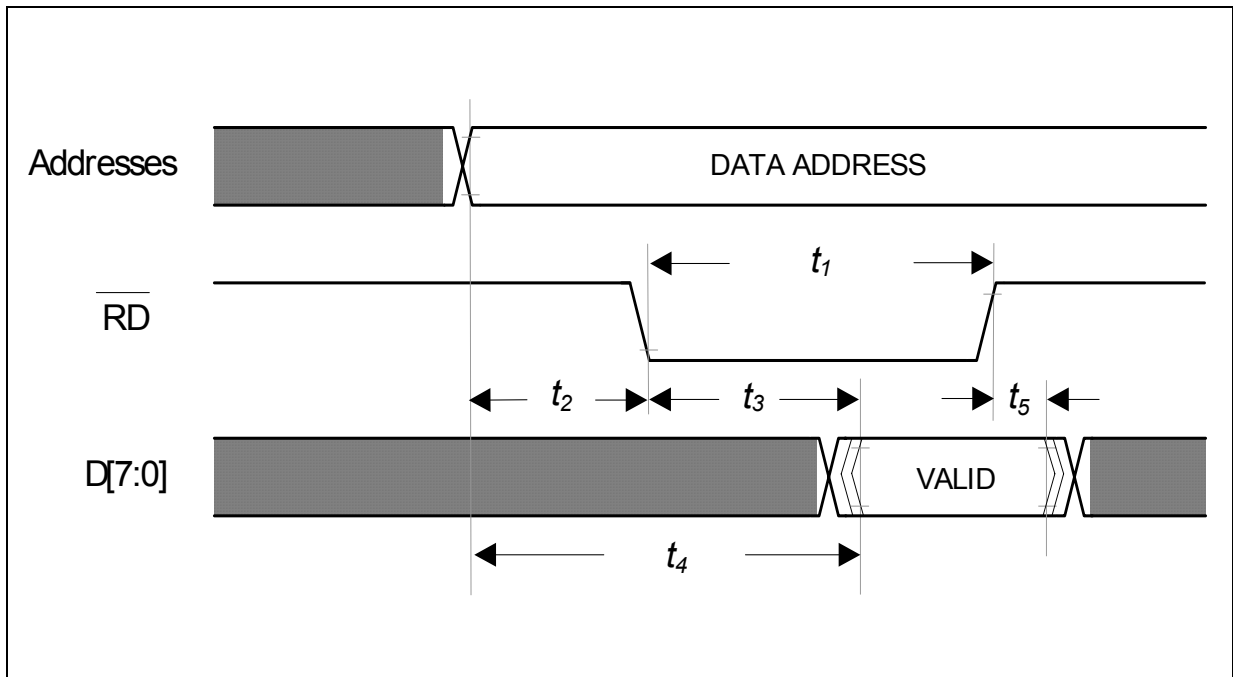 Addresses
DATA ADDRESS
t1
RD
t2
t3
t5
D[7:0]
VALID
t4